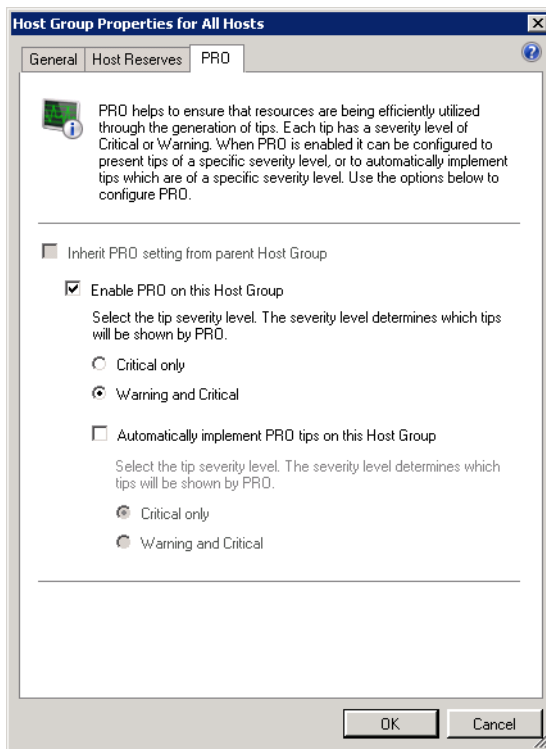 Host Group Properties for All Hosts
General
Host Reserves
PRO
PRO helps to ensure that resources are being efficiently utilized
through the generation of tips. Each tip has a severity level of
Critical or Warning. When PRO is enabled it can be configured to
present tips of a specific severity level, or to automatically implement
tips which are of a specific severity level. Use the options below to
configure PRO.
Inherit PRO setting from parent Host Group
Enable PRO on this Host Group
Select the tip severity level. The severity level determines which tips
will be shown by PRO.
Critical only
Warning and Critical
Automatically implement PRO tips on this Host Group
Select the tip severity level. The severity level determines which
tips will be shown by PRO.
Critical only
Warning and Critical
OK
Cancel